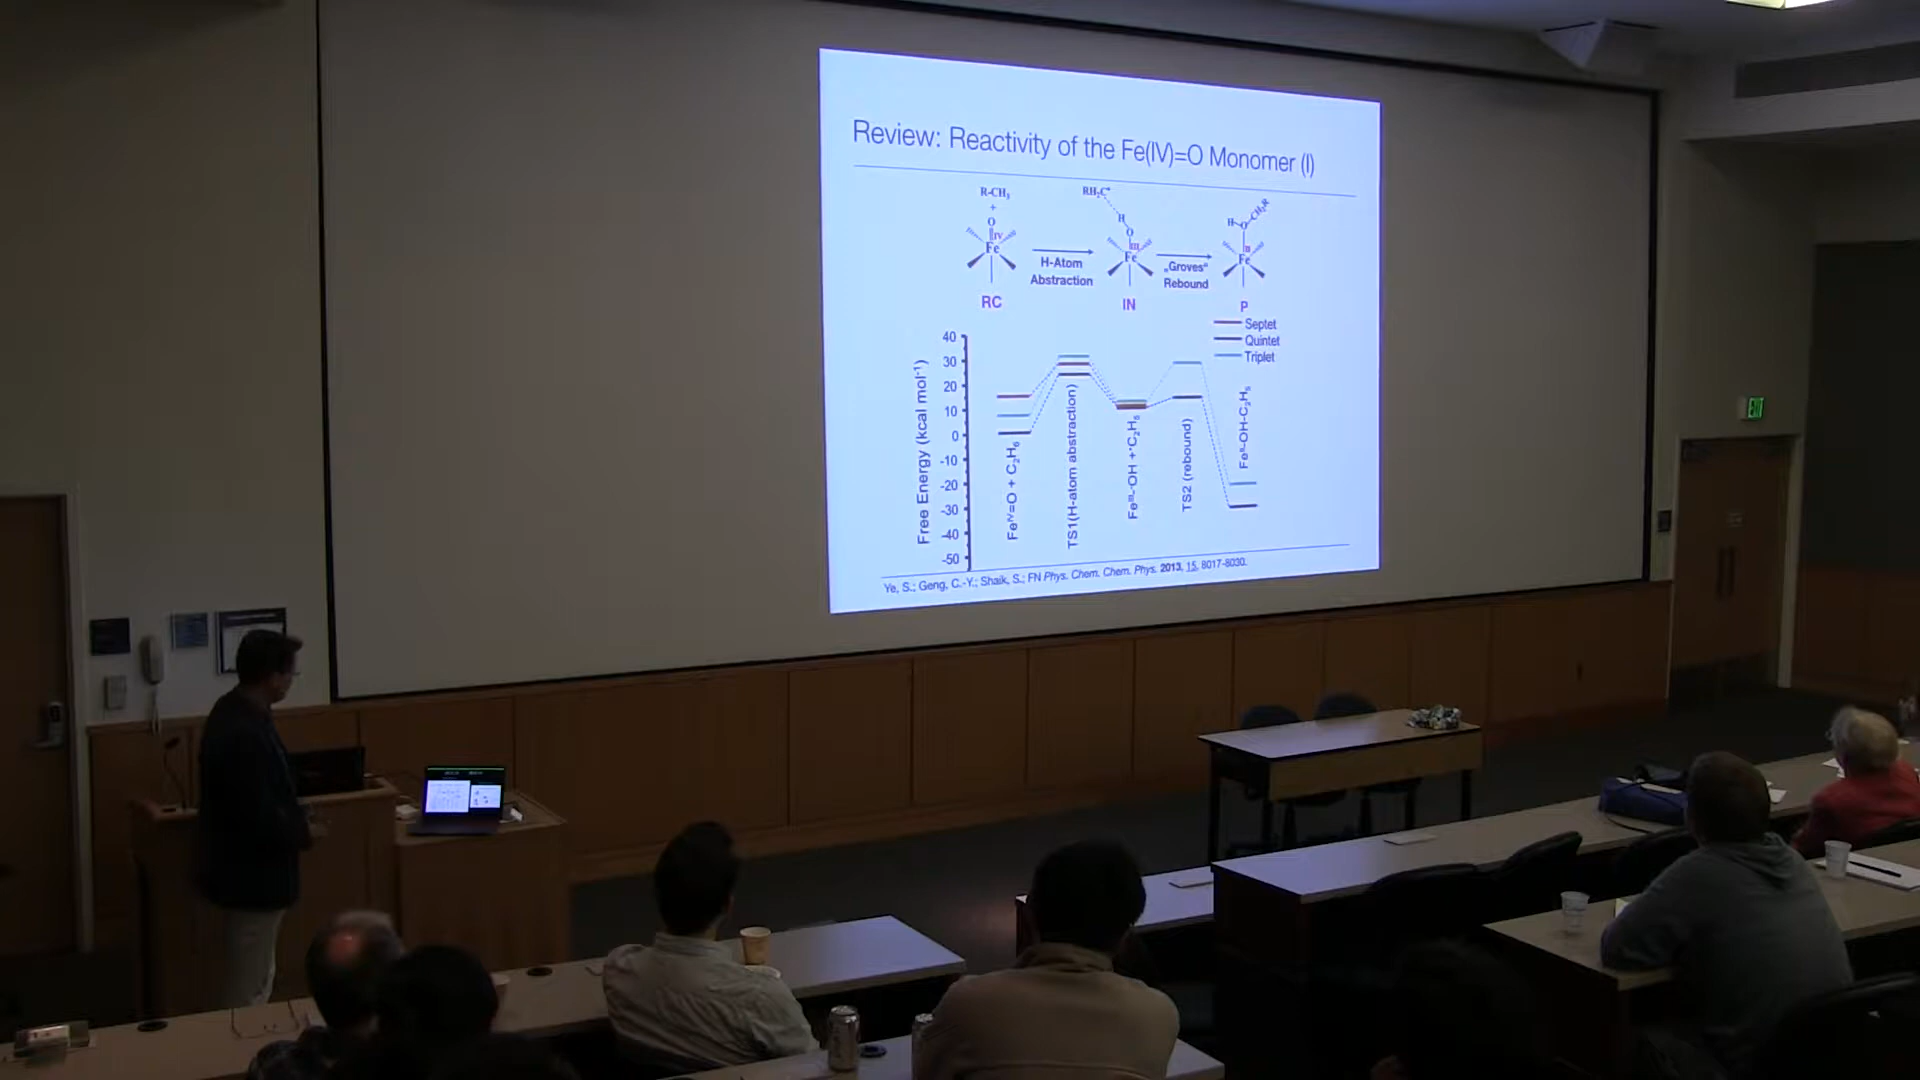 Review: Reactivity of the Fe(IV)=O Monomer (I)
R-CH₃
+
O
IV
Fe
RC
H-Atom
Abstraction
RH₂C•
H
O
III
Fe
IN
„Groves“
Rebound
H-O-CH₂R
II
Fe
P
Septet
Quintet
Triplet
Free Energy (kcal mol⁻¹)
40
30
20
10
0
-10
-20
-30
-40
-50
Feᴵⱽ=O + C₂H₆
TS1(H-atom abstraction)
Feᴵᴵᴵ-OH +•C₂H₅
TS2 (rebound)
Feᴵᴵ-OH-C₂H₅
Ye, S.; Geng, C.-Y.; Shaik, S.; FN Phys. Chem. Chem. Phys. 2013, 15, 8017-8030.
EXIT